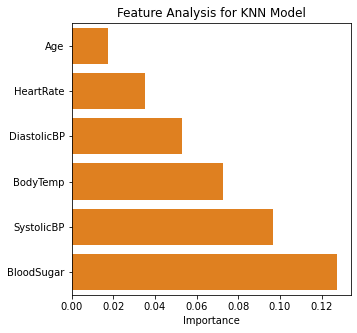 Feature Analysis for KNN Model
Age
HeartRate
DiastolicBP
BodyTemp
SystolicBP
BloodSugar
0.00 0.02 0.04 0.06 0.08 0.10 0.12
Importance